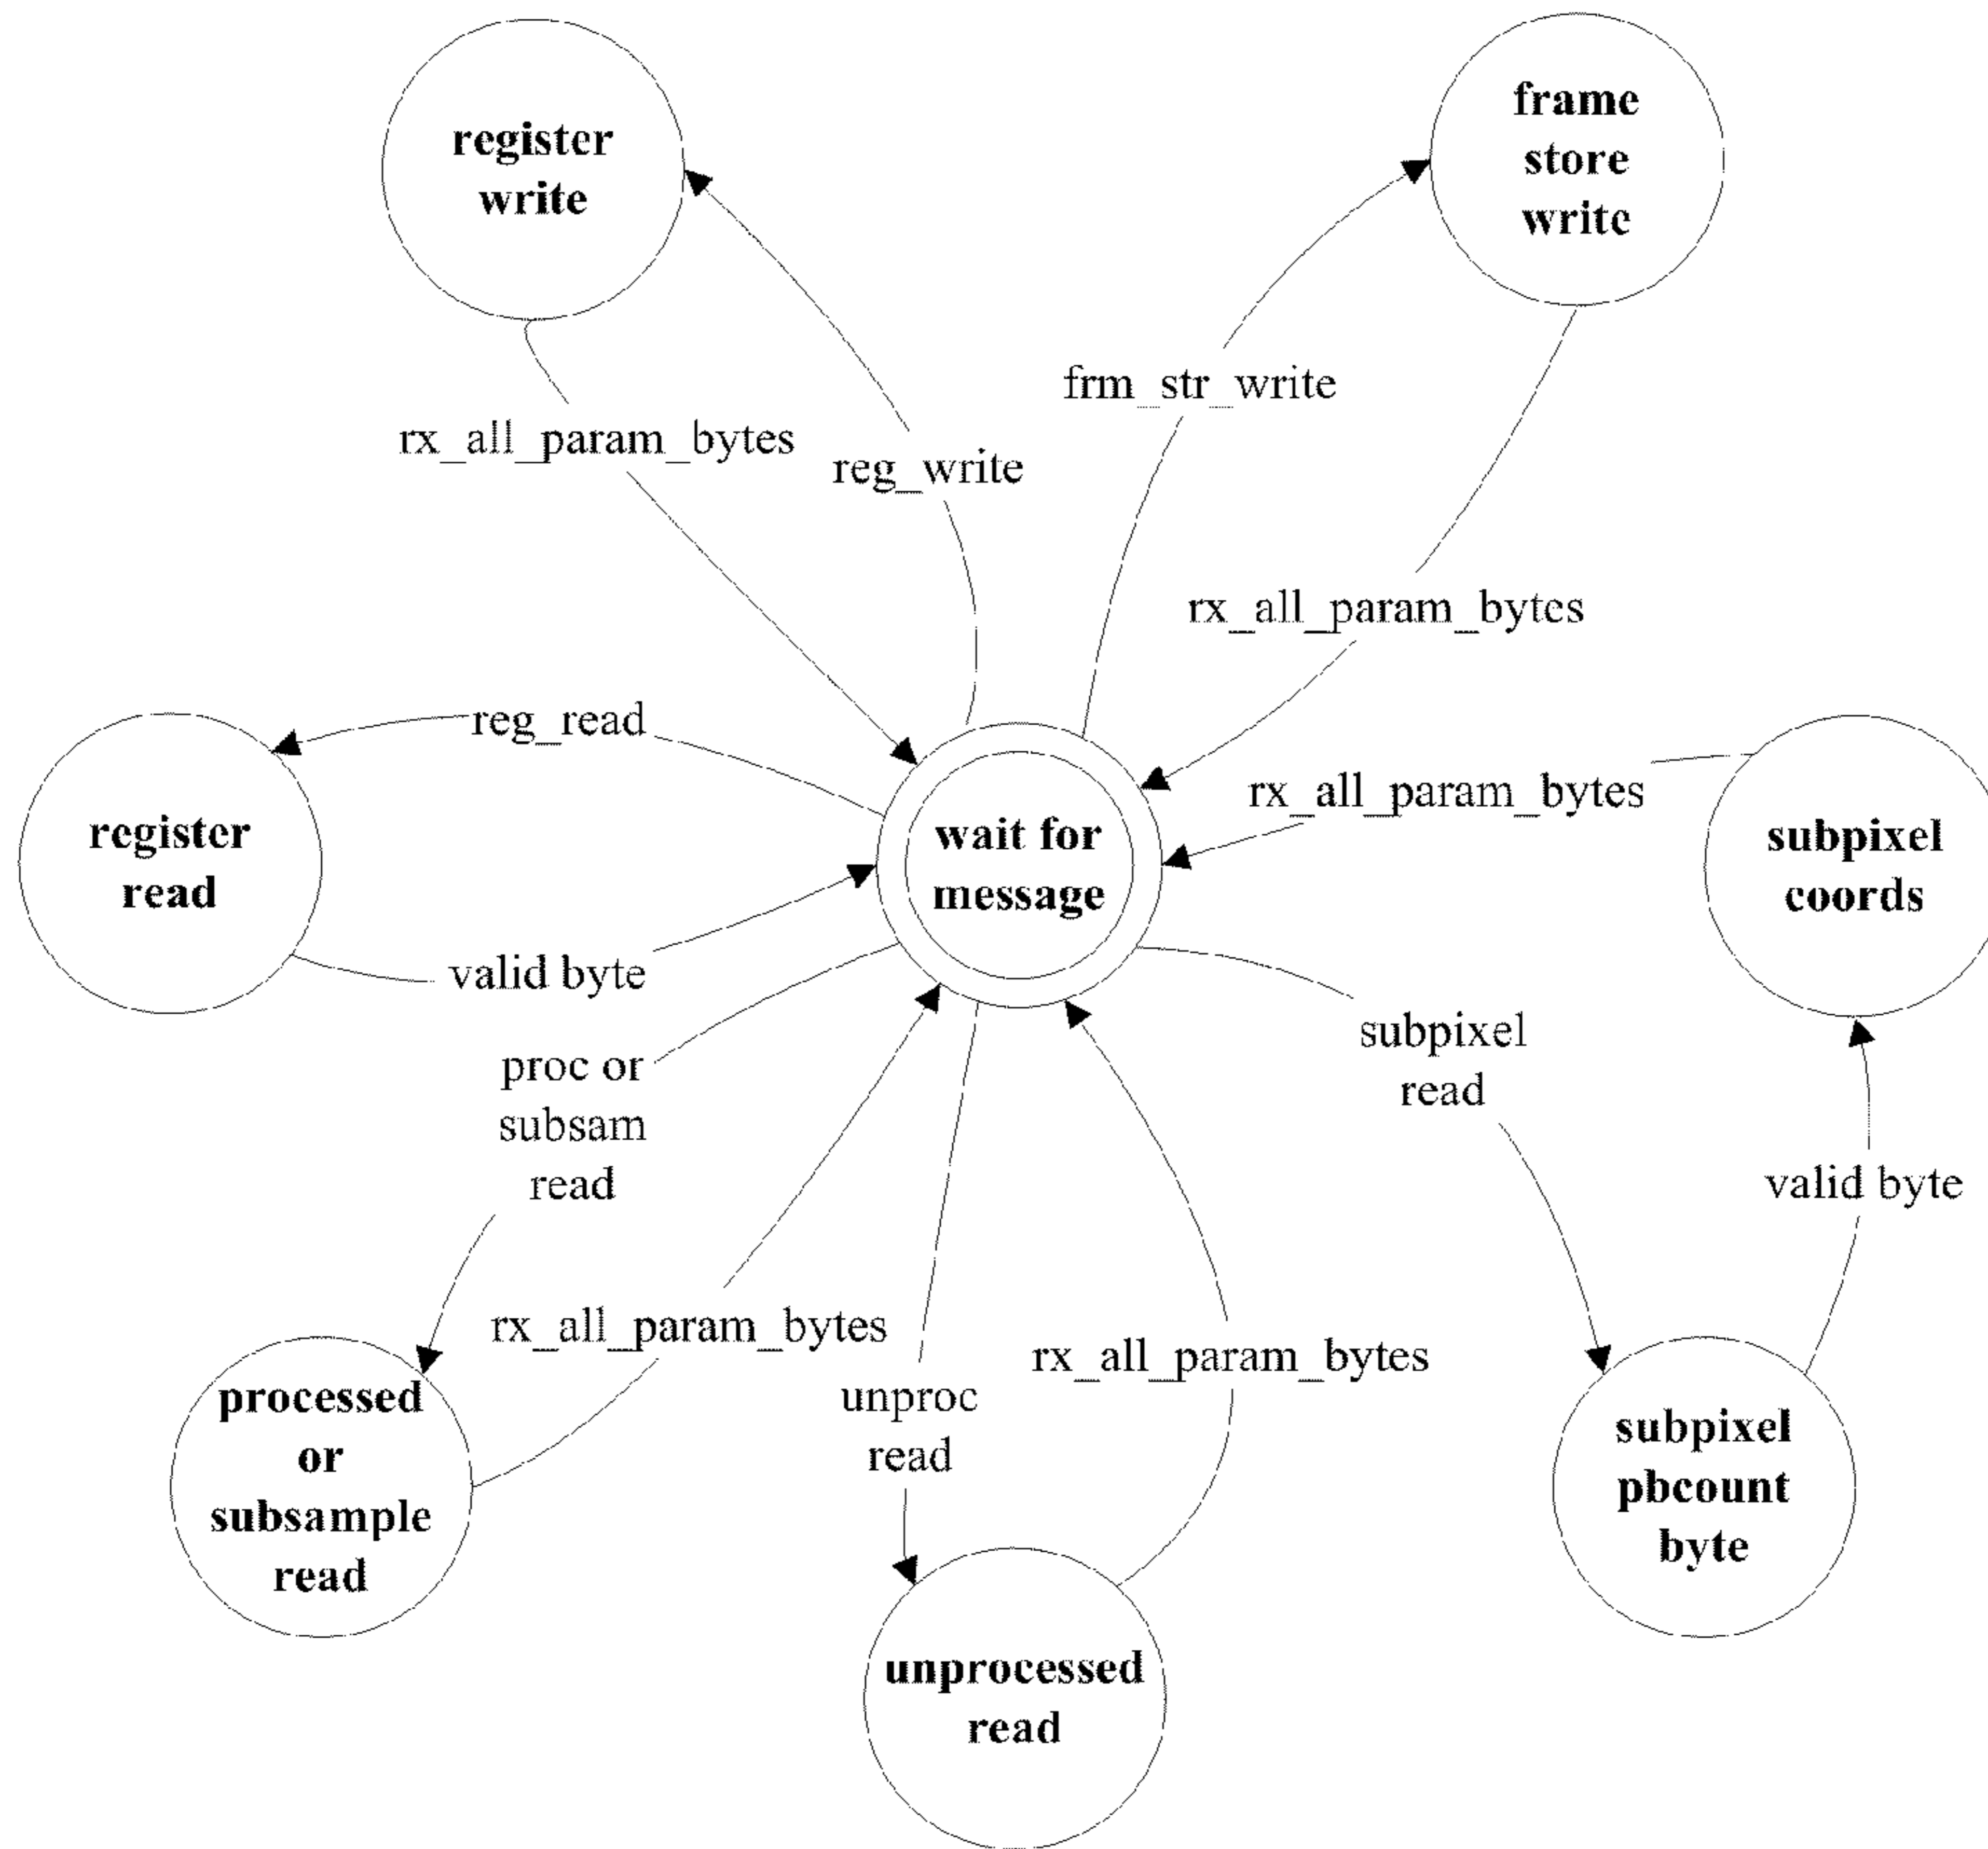 register
write
frame
store
write
frm_str_write
rx_all_param_bytes
reg_write
rx_all_param_bytes
reg_read
rx_all_param_bytes
register
read
wait for
message
subpixel
coords
valid byte
subpixel
read
proc or
subsam
read
valid byte
rx_all_param_bytes
rx_all_param_bytes
unproc
read
processed
or
subsample
read
subpixel
pbcount
byte
unprocessed
read